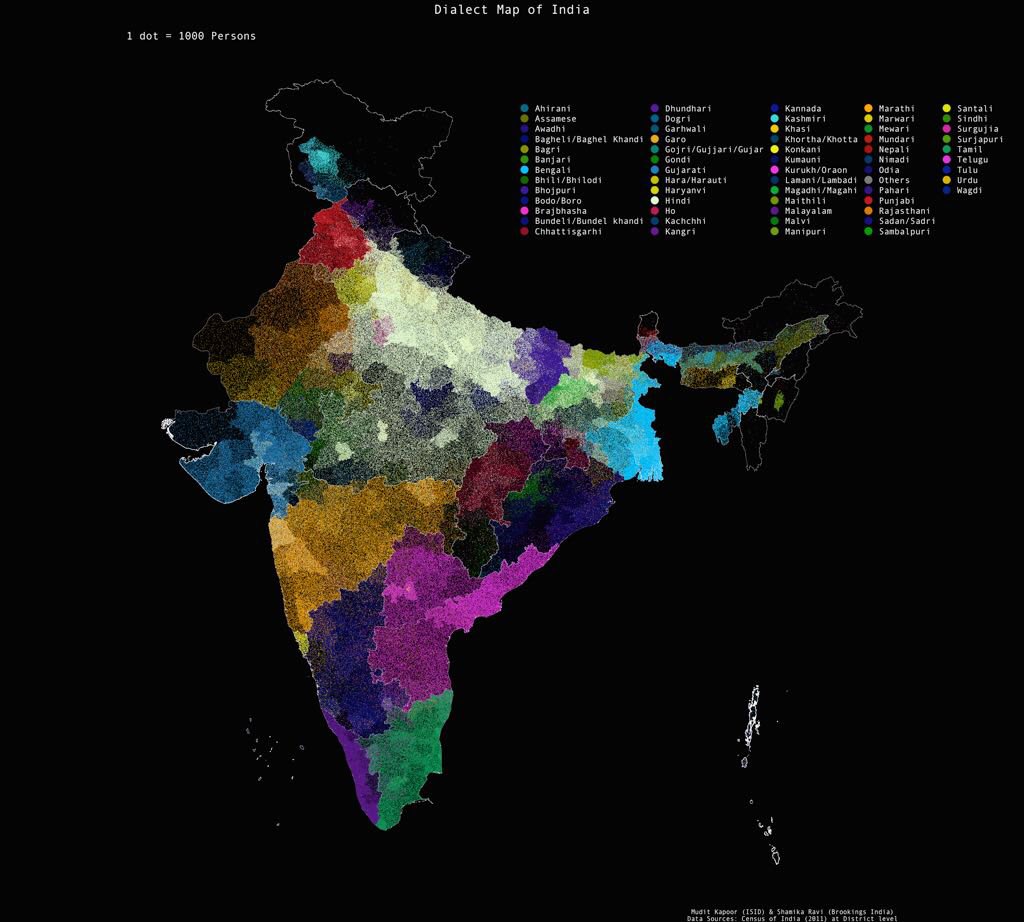 Dialect Map of India
1 dot = 1000 Persons
Ahirani
Assamese
Awadhi
Bagheli/Baghel Khandi
Bagri
Banjari
Bengali
Bhili/Bhilodi
Bhojpuri
Bodo/Boro
Brajbhasha
Bundeli/Bundel khandi
Chhattisgarhi
Dhundhari
Dogri
Garhwali
Garo
Gojri/Gujjari/Gujar
Gondi
Gujarati
Hara/Harauti
Haryanvi
Hindi
Ho
Kachchhi
Kangri
Kannada
Kashmiri
Khasi
Khortha/Khotta
Konkani
Kumauni
Kurukh/Oraon
Lamani/Lambadi
Magadhi/Magahi
Maithili
Malayalam
Malvi
Manipuri
Marathi
Marwari
Mewari
Mundari
Nepali
Nimadi
Odia
Others
Pahari
Punjabi
Rajasthani
Sadan/Sadri
Sambalpuri
Santali
Sindhi
Surgujia
Surjapuri
Tamil
Telugu
Tulu
Urdu
Wagdi
Mudit Kapoor (ISID) & Shamika Ravi (Brookings India)
Data Sources: Census of India (2011) at District level